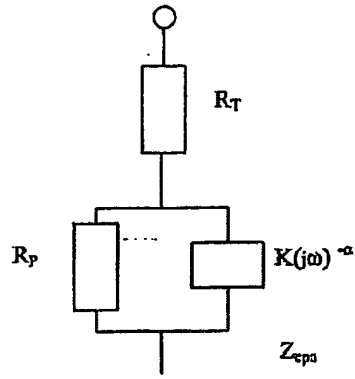 R_T
R_P
K(jω)^-α
Z_epa